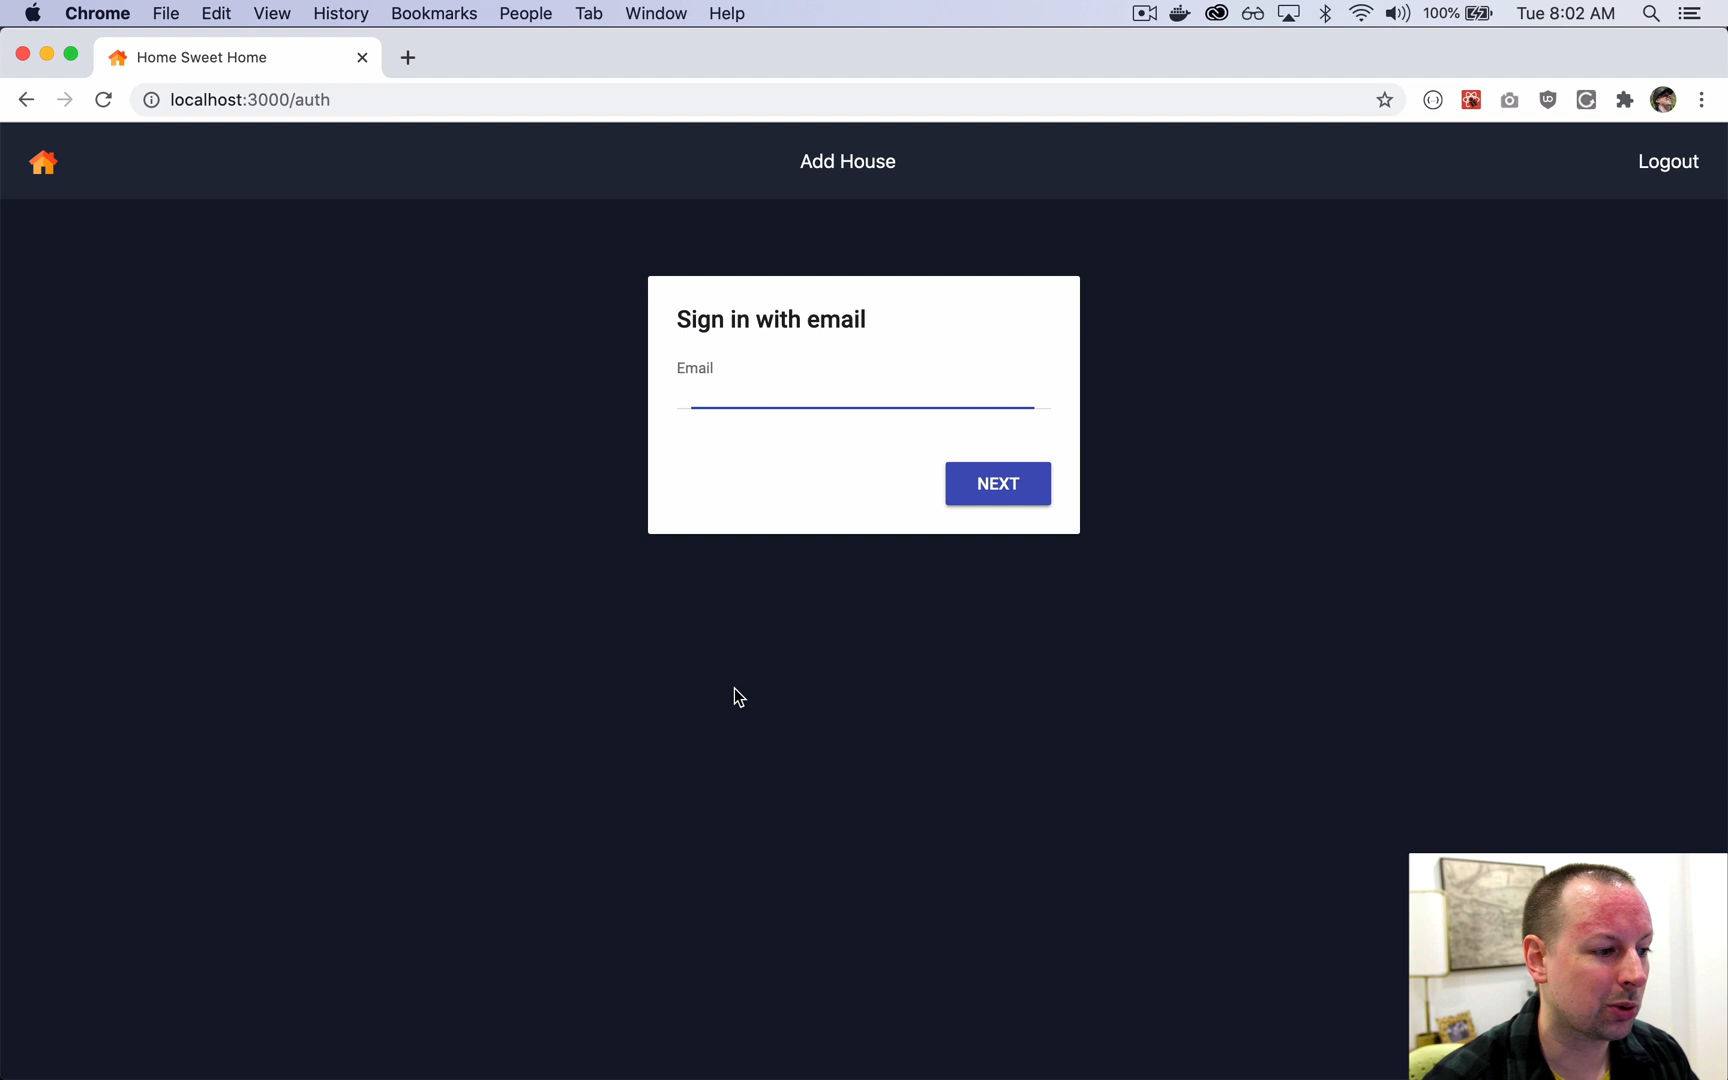 Chrome File Edit View History Bookmarks People Tab Window Help 100% Tue 8:02 AM
Home Sweet Home
localhost:3000/auth
Add House Logout
Sign in with email
Email
NEXT